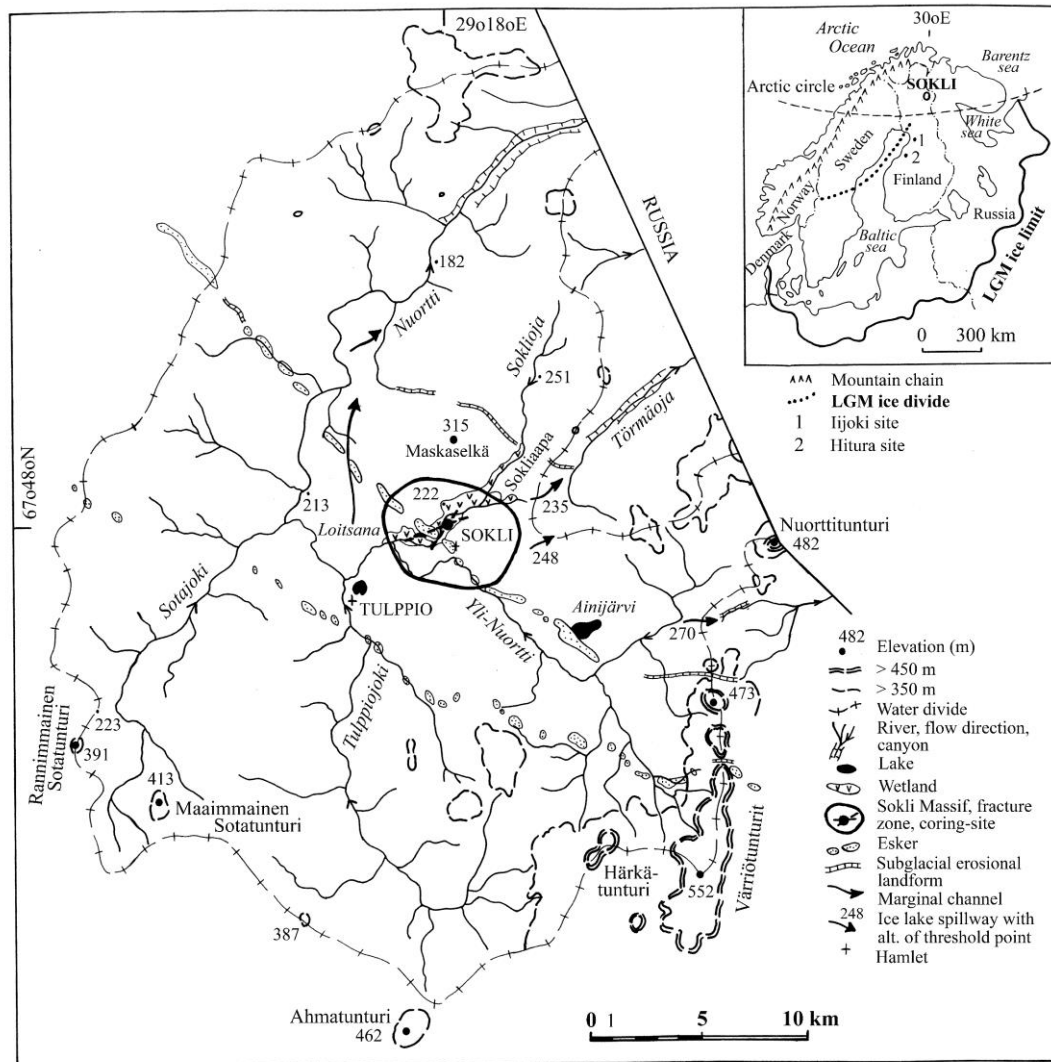 29o18oE
67o48oN
RUSSIA
182
Nuortti
Soklioja
251
315
Maskaselkä
Törmäoja
Sokliaapa
222
235
213
Loitsana
SOKLI
248
Nuorttitunturi
482
Sotajoki
TULPPIO
Yli-Nuortti
Ainijärvi
270
473
Tulppiojoki
Rannimmainen
Sotatunturi
223
391
413
Maaimmainen
Sotatunturi
Härkä-
tunturi
552
Värriötunturit
387
Ahmatunturi
462
0 1 5 10 km
30oE
Arctic
Ocean
Barentz
sea
SOKLI
Arctic circle
White
sea
1
2
Sweden
Finland
Norway
Russia
Baltic
sea
Denmark
LGM ice limit
0 300 km
Mountain chain
LGM ice divide
1 Iijoki site
2 Hitura site
482 Elevation (m)
> 450 m
> 350 m
Water divide
River, flow direction,
canyon
Lake
Wetland
Sokli Massif, fracture
zone, coring-site
Esker
Subglacial erosional
landform
Marginal channel
248 Ice lake spillway with
alt. of threshold point
Hamlet